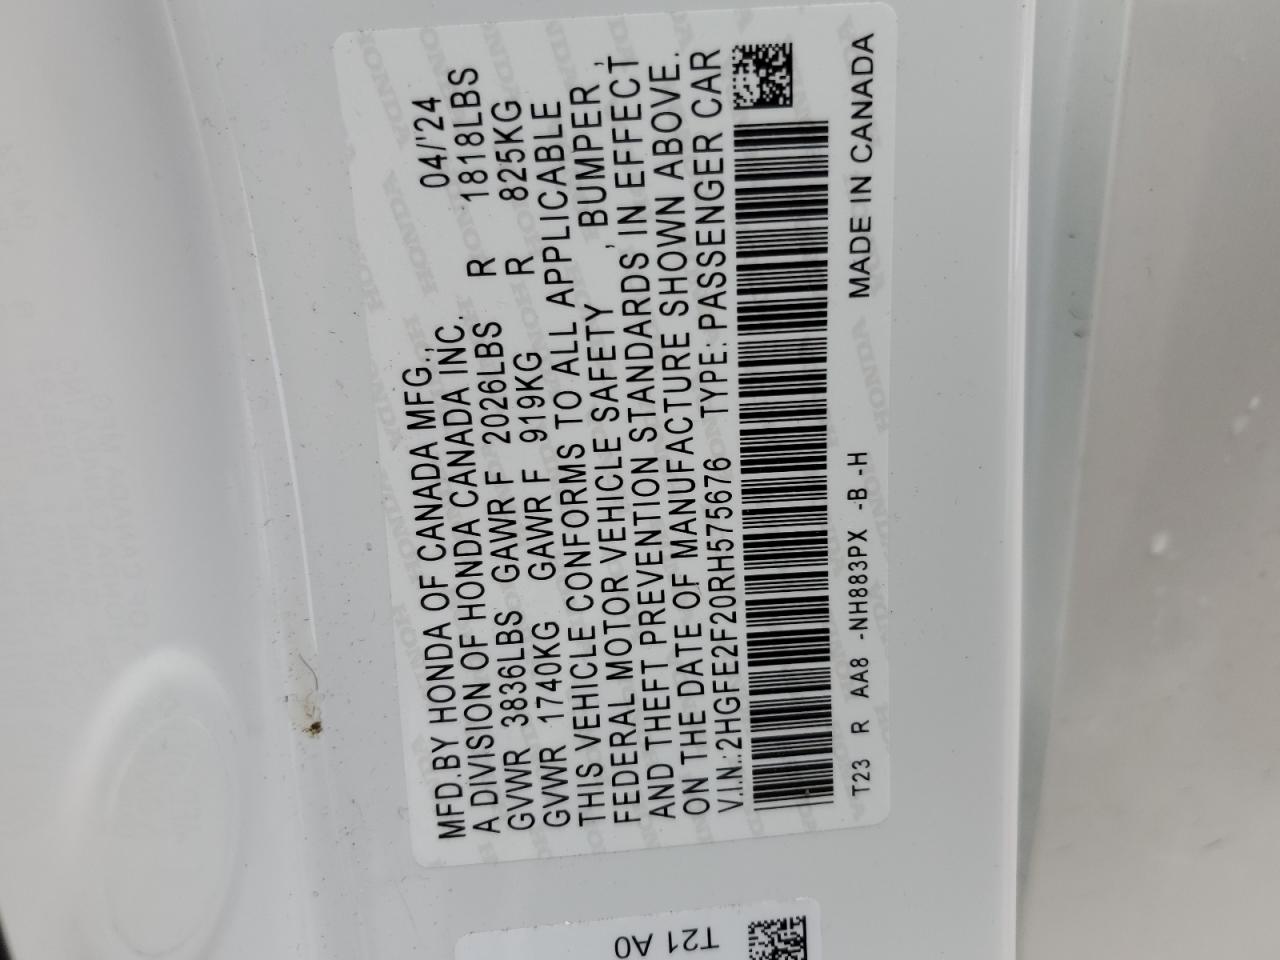 MFD.BY HONDA OF CANADA MFG., 04/'24
A DIVISION OF HONDA CANADA INC.
GVWR 3836LBS GAWR F 2026LBS R 1818LBS
GVWR 1740KG GAWR F 919KG R 825KG
THIS VEHICLE CONFORMS TO ALL APPLICABLE
FEDERAL MOTOR VEHICLE SAFETY, BUMPER,
AND THEFT PREVENTION STANDARDS, IN EFFECT
ON THE DATE OF MANUFACTURE SHOWN ABOVE.
V.I.N.:2HGFE2F20RH575676 TYPE: PASSENGER CAR
T23 R AA8 -NH883PX -B -H MADE IN CANADA
T21 A0